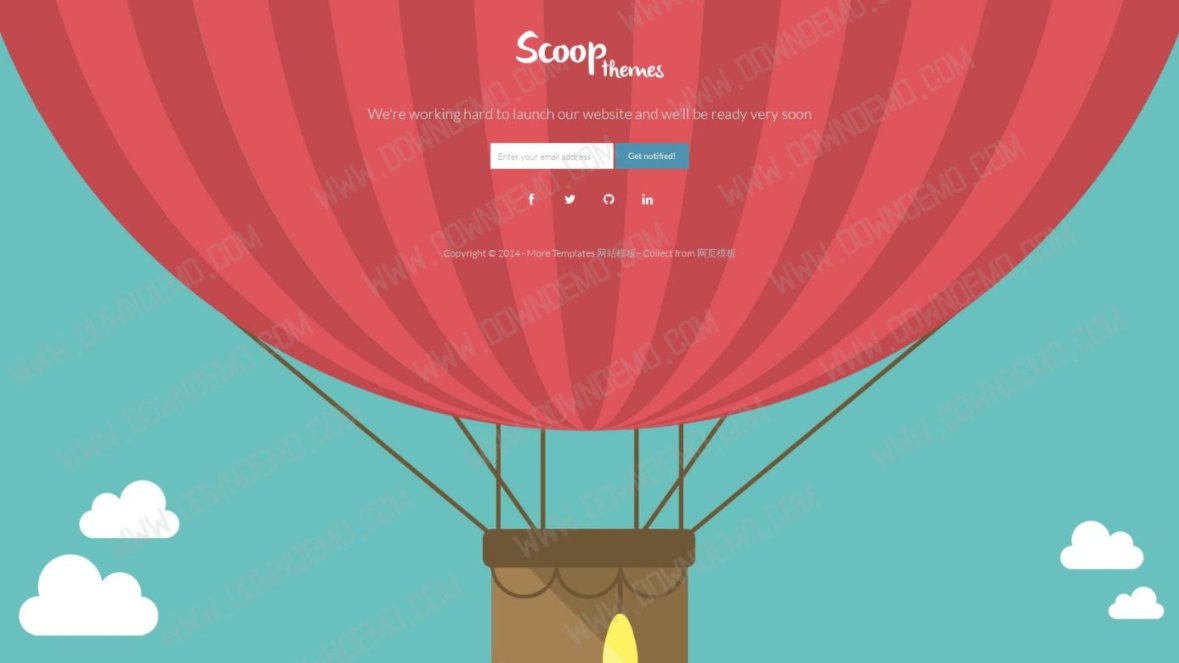 Scoop
themes
We're working hard to launch our website and we'll be ready very soon
Enter your email address
Get notified!
Copyright © 2014 - More Templates 网站模板 - Collect from 网页模板
WWW.DOWNDEMO.COM